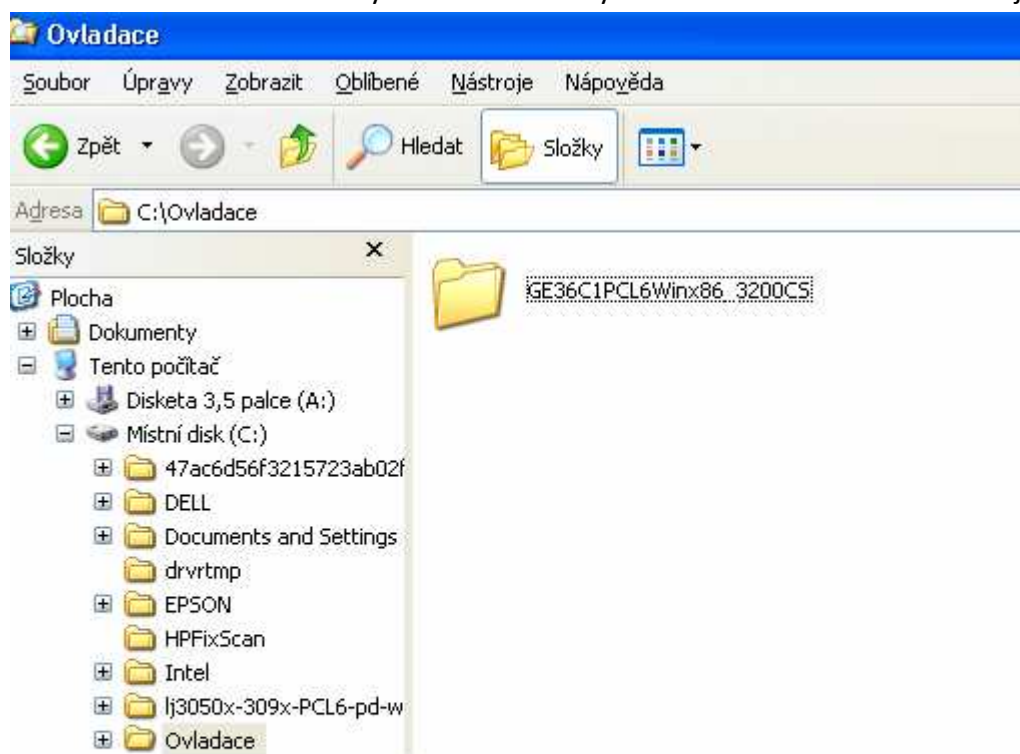 Ovladace
Soubor Úpravy Zobrazit Oblíbené Nástroje Nápověda
Zpět Hledat Složky
Adresa C:\Ovladace
Složky
Plocha
Dokumenty
Tento počítač
Disketa 3,5 palce (A:)
Místní disk (C:)
47ac6d56f3215723ab02f
DELL
Documents and Settings
drvrtmp
EPSON
HPFixScan
Intel
lj3050x-309x-PCL6-pd-w
Ovladace
GE36C1PCL6Winx86_3200CS